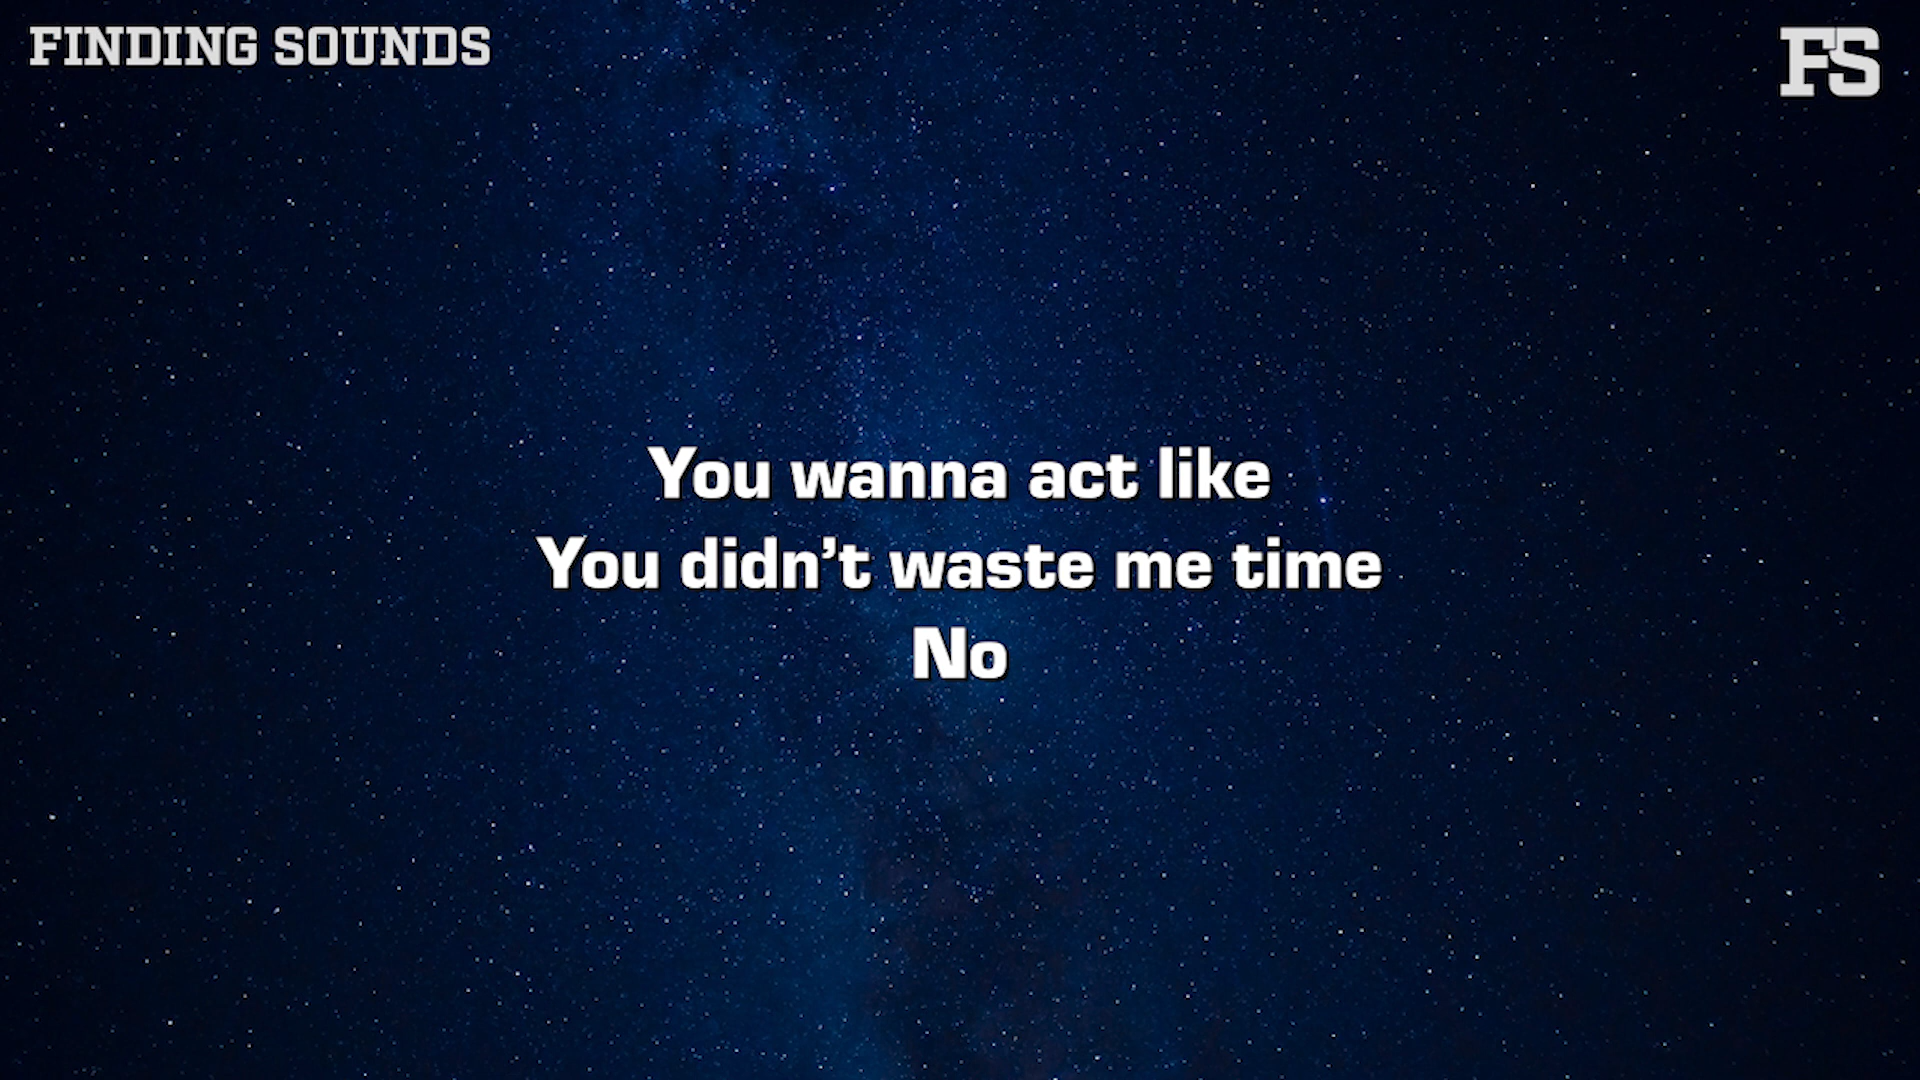 FINDING SOUNDS
FS
You wanna act like
You didn’t waste me time
No